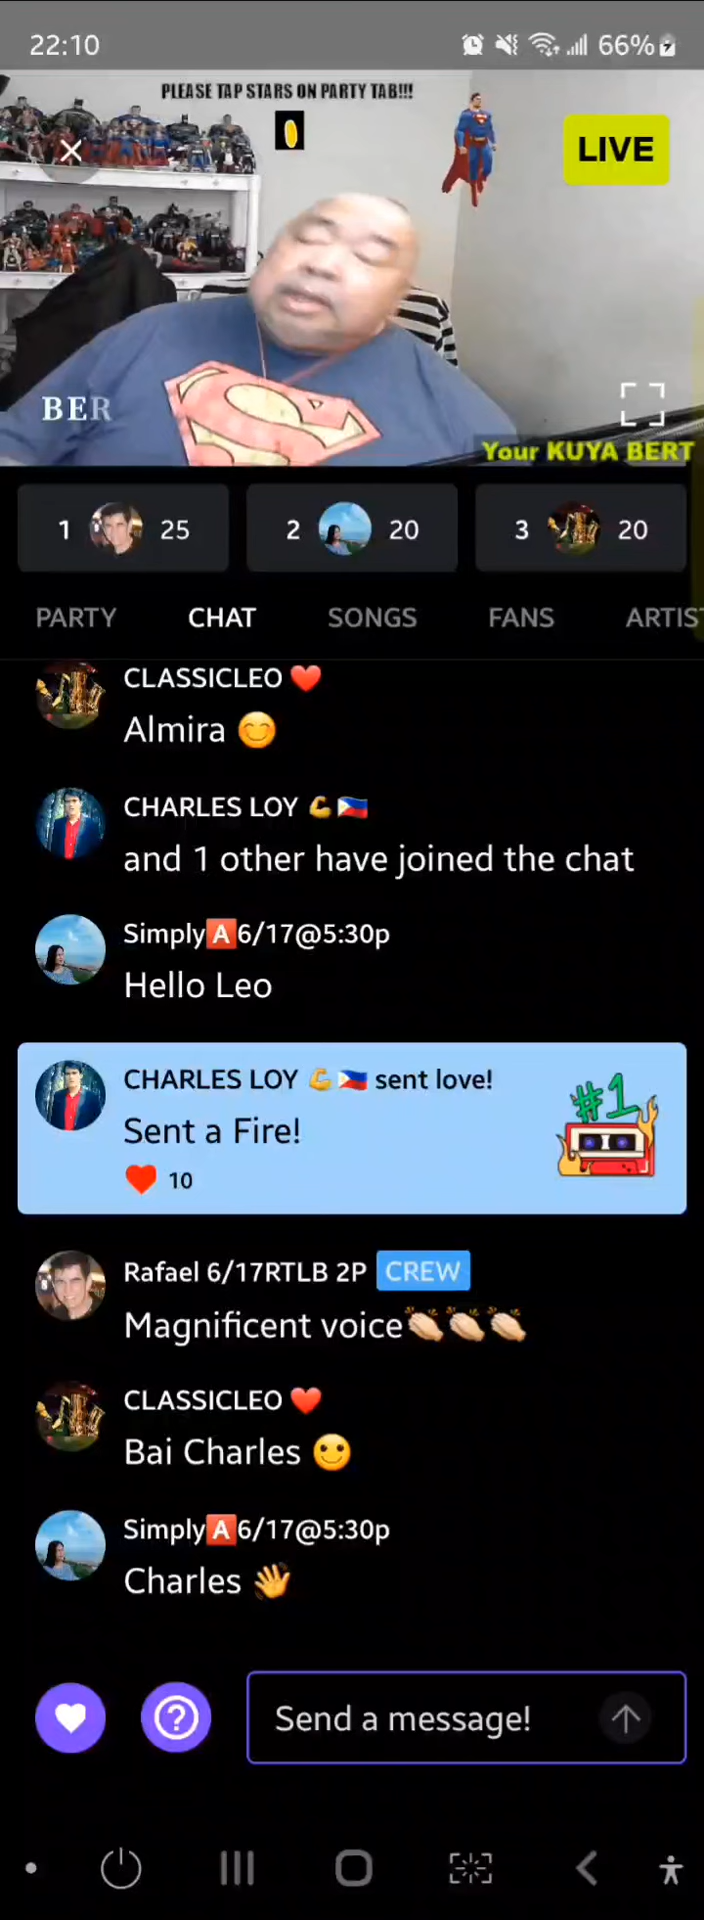 22:10
66%
PLEASE TAP STARS ON PARTY TAB!!!
LIVE
S
BER
Your KUYA BERT
1 25
2 20
3 20
PARTY CHAT SONGS FANS ARTIS
CLASSICLEO ❤️
Almira 😊
CHARLES LOY 💪🇵🇭
and 1 other have joined the chat
Simply🅰️6/17@5:30p
Hello Leo
CHARLES LOY 💪🇵🇭 sent love!
Sent a Fire!
❤️ 10
#1
Rafael 6/17RTLB 2P CREW
Magnificent voice👏🏻👏🏻👏🏻
CLASSICLEO ❤️
Bai Charles 🙂
Simply🅰️6/17@5:30p
Charles 👋
Send a message!